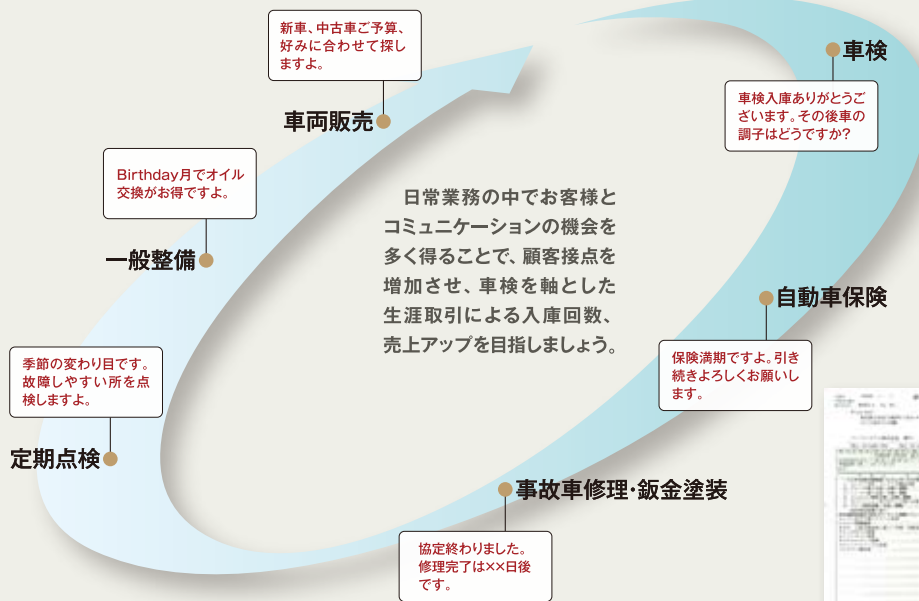 車検
車検入庫ありがとうご
ざいます。その後車の
調子はどうですか?
自動車保険
保険満期ですよ。引き
続きよろしくお願いし
ます。
事故車修理・鈑金塗装
協定終わりました。
修理完了は××日後
です。
定期点検
季節の変わり目です。
故障しやすい所を点
検しますよ。
一般整備
Birthday月でオイル
交換がお得ですよ。
車両販売
新車、中古車ご予算、
好みに合わせて探し
ますよ。
日常業務の中でお客様と
コミュニケーションの機会を
多く得ることで、顧客接点を
増加させ、車検を軸とした
生涯取引による入庫回数、
売上アップを目指しましょう。